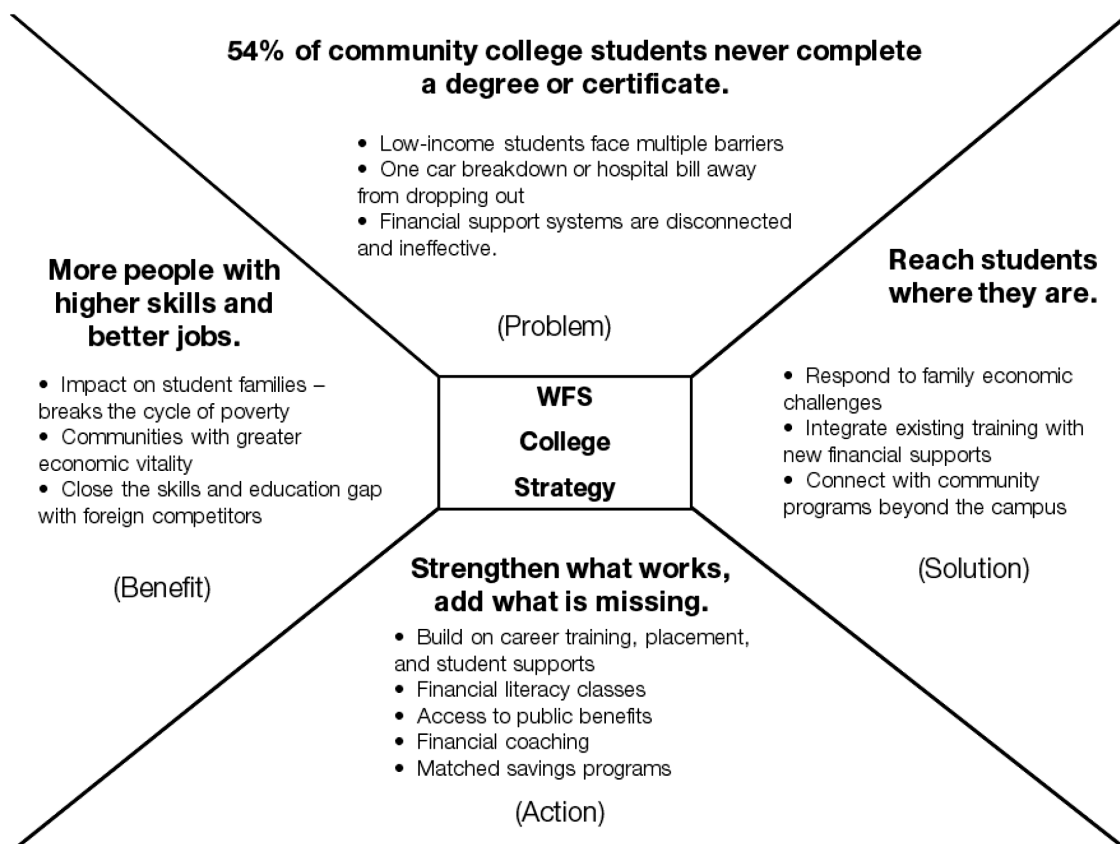 54% of community college students never complete
a degree or certificate.
• Low-income students face multiple barriers
• One car breakdown or hospital bill away
from dropping out
• Financial support systems are disconnected
and ineffective.
(Problem)
More people with
higher skills and
better jobs.
• Impact on student families –
breaks the cycle of poverty
• Communities with greater
economic vitality
• Close the skills and education gap
with foreign competitors
(Benefit)
WFS
College
Strategy
Reach students
where they are.
• Respond to family economic
challenges
• Integrate existing training with
new financial supports
• Connect with community
programs beyond the campus
(Solution)
Strengthen what works,
add what is missing.
• Build on career training, placement,
and student supports
• Financial literacy classes
• Access to public benefits
• Financial coaching
• Matched savings programs
(Action)